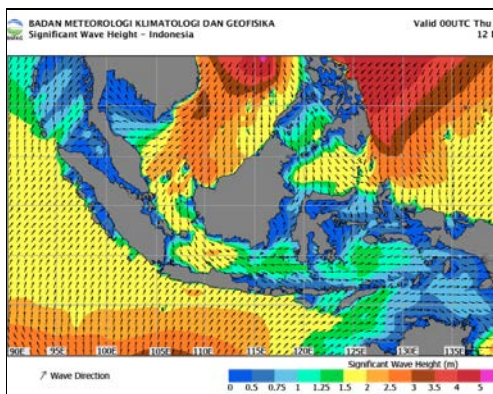 BADAN METEOROLOGI KLIMATOLOGI DAN GEOFISIKA
Significant Wave Height - Indonesia
Valid 00UTC Thu
12
BMKG
90E 95E 100E 105E 110E 115E 120E 125E 130E 135E
Wave Direction
Significant Wave Height (m)
0 0.5 0.75 1 1.25 1.5 2 2.5 3 3.5 4 5